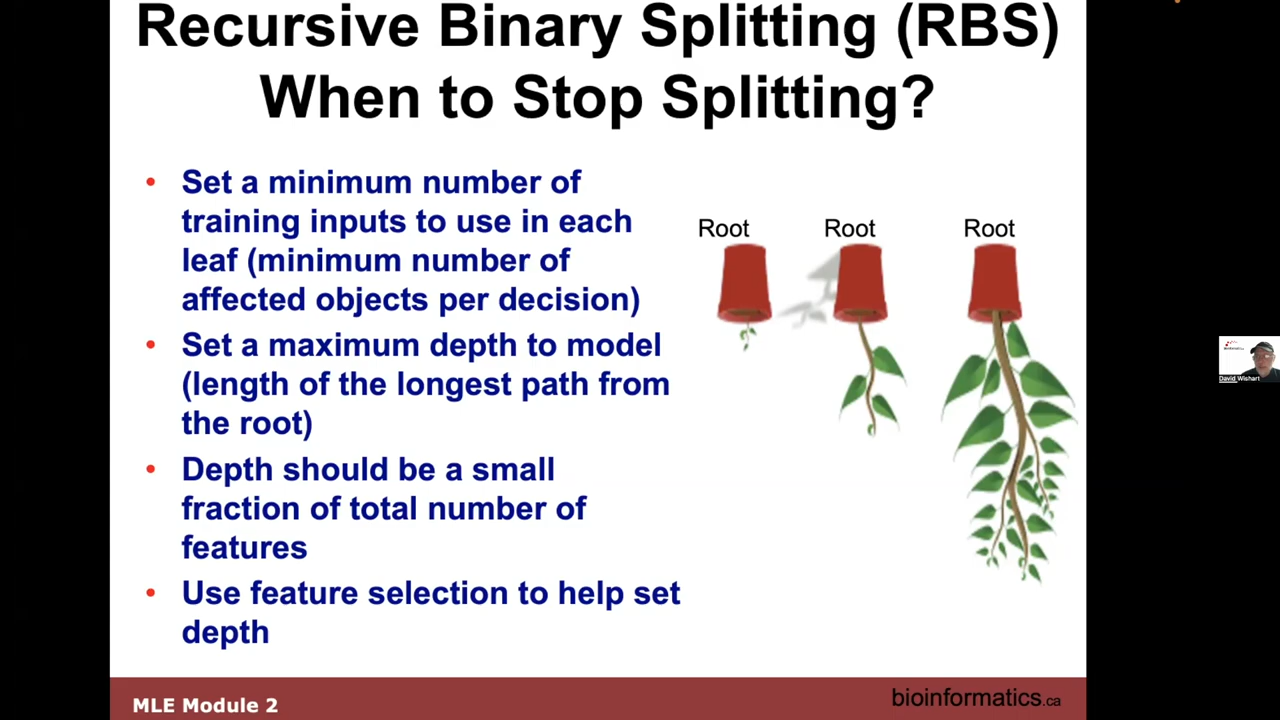 Recursive Binary Splitting (RBS)
When to Stop Splitting?
• Set a minimum number of
training inputs to use in each
leaf (minimum number of
affected objects per decision)
• Set a maximum depth to model
(length of the longest path from
the root)
• Depth should be a small
fraction of total number of
features
• Use feature selection to help set
depth
Root Root Root
David Wishart
MLE Module 2
bioinformatics.ca